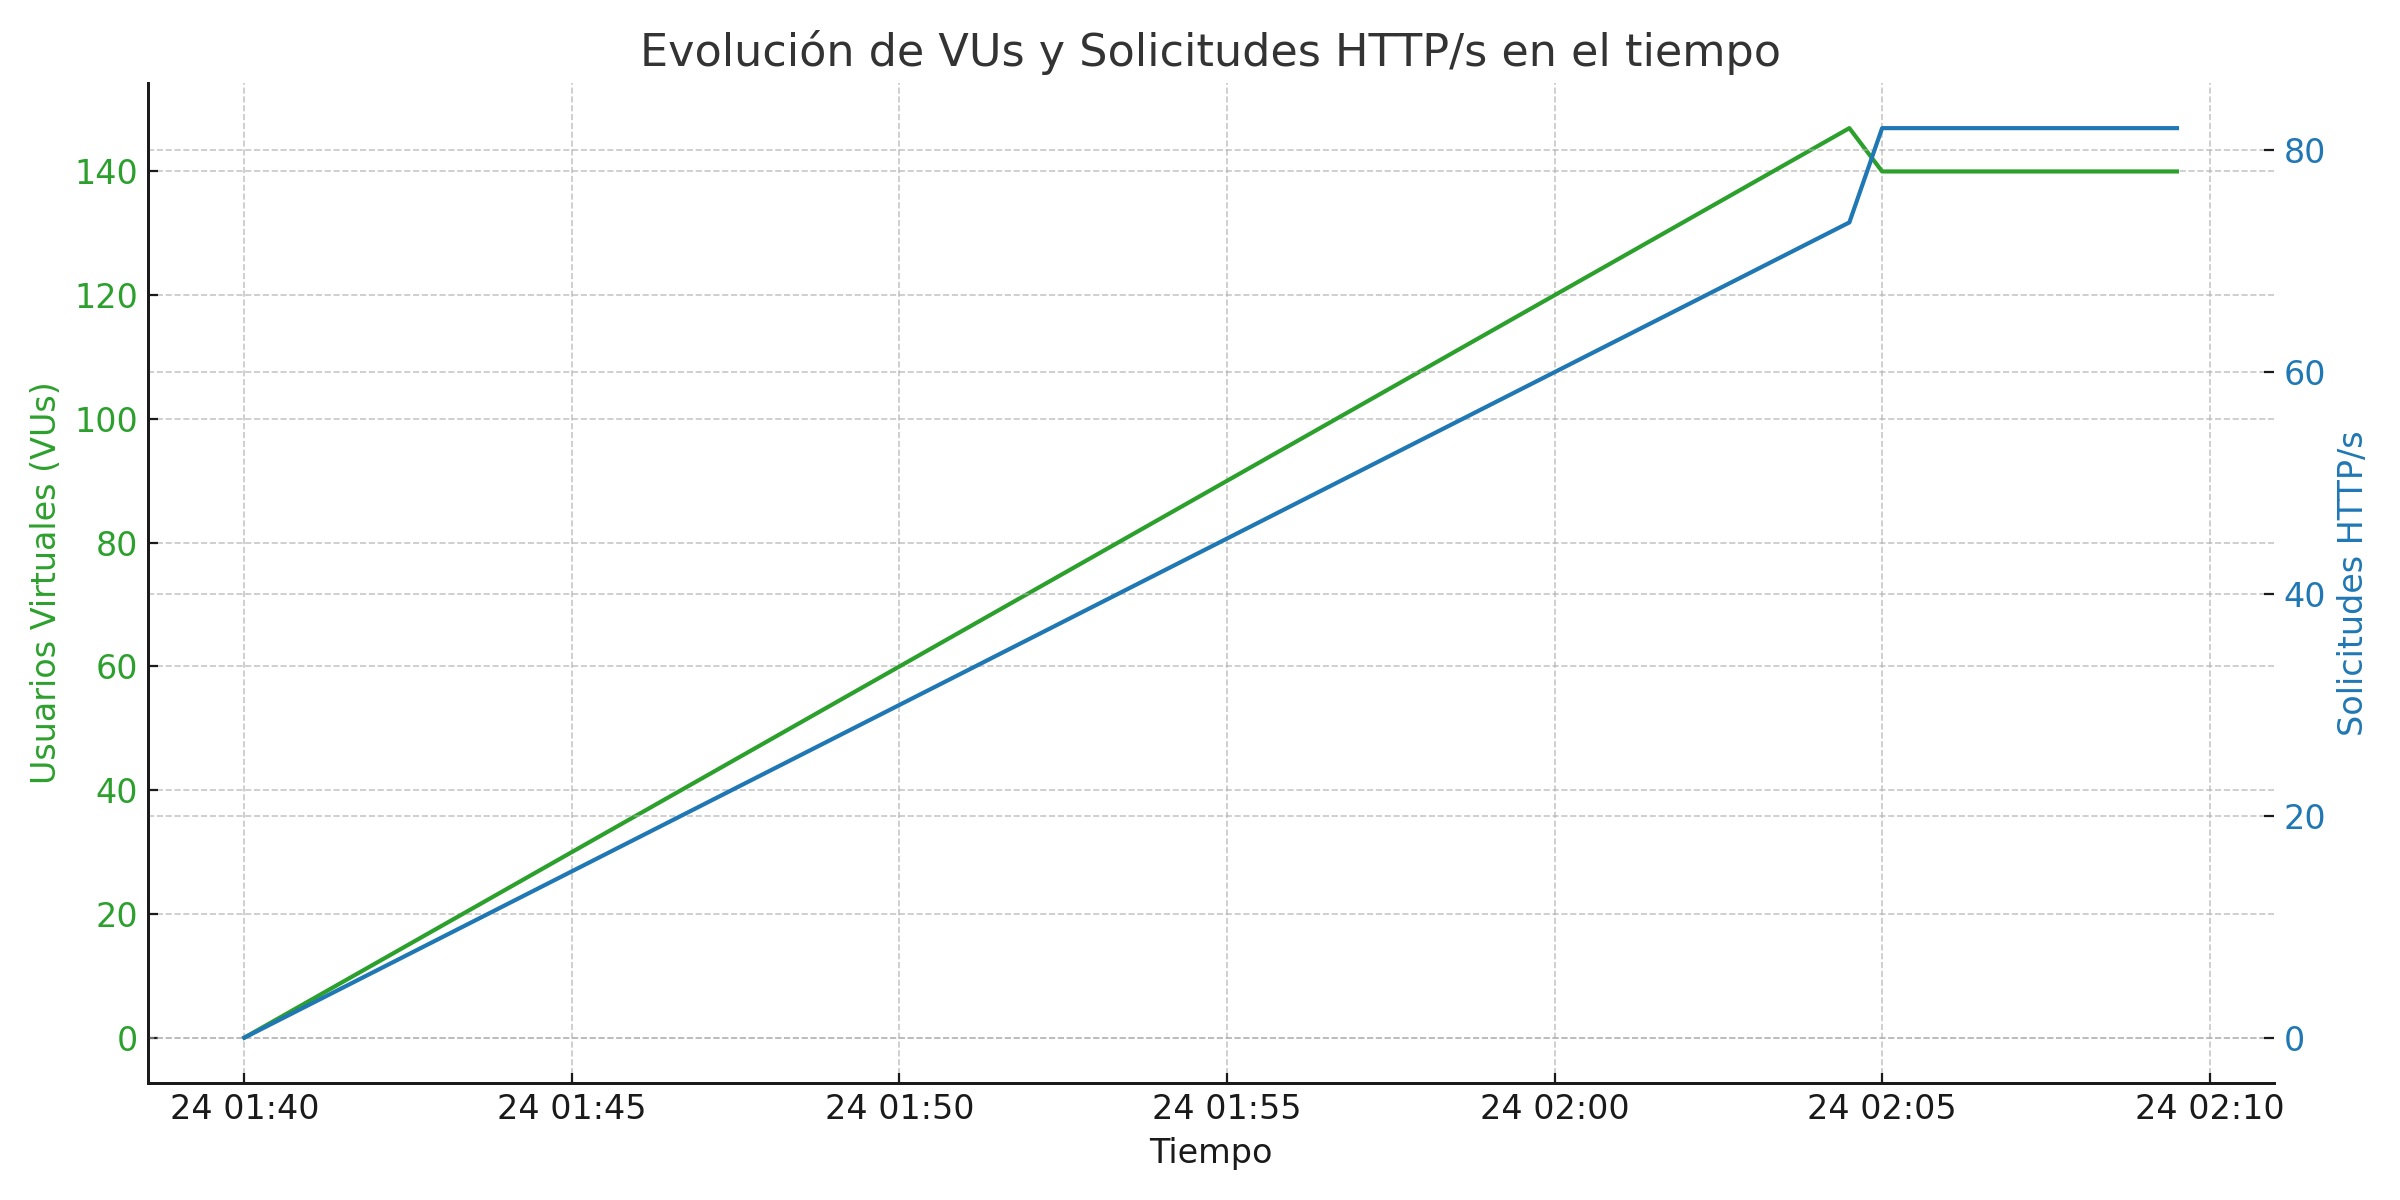 Evolución de VUs y Solicitudes HTTP/s en el tiempo
Usuarios Virtuales (VUs)
140
120
100
80
60
40
20
0
80
60
40
20
0
Solicitudes HTTP/s
24 01:40 24 01:45 24 01:50 24 01:55 24 02:00 24 02:05 24 02:10
Tiempo